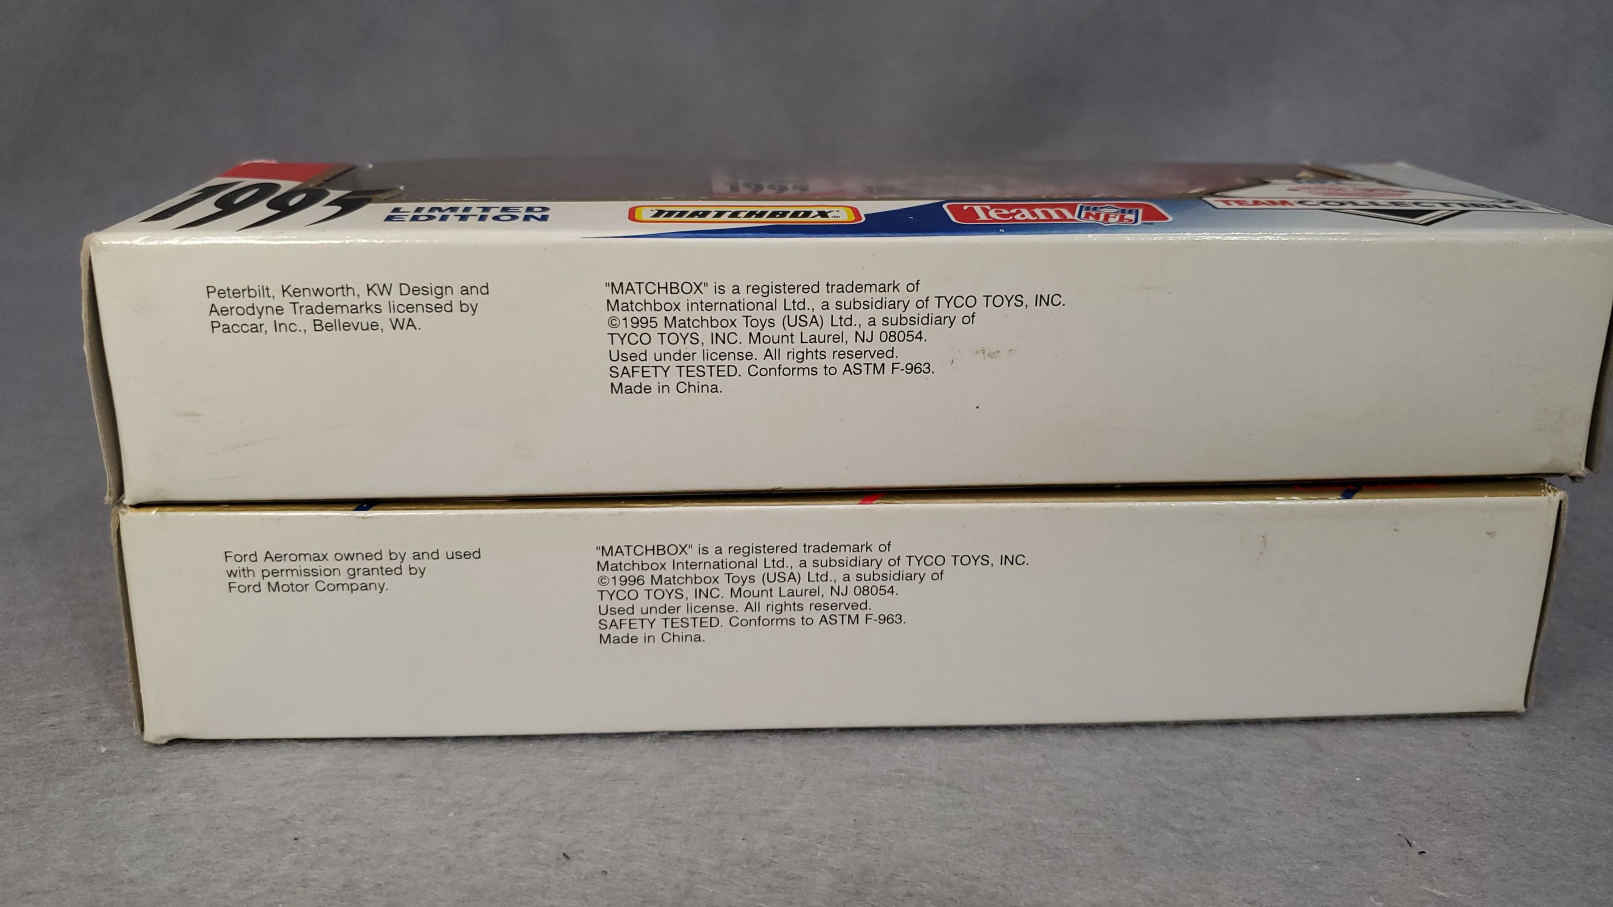 1995
LIMITED
EDITION
MATCHBOX
Team NFL
TEAM COLLECTIBLE
Peterbilt, Kenworth, KW Design and
Aerodyne Trademarks licensed by
Paccar, Inc., Bellevue, WA.
"MATCHBOX" is a registered trademark of
Matchbox international Ltd., a subsidiary of TYCO TOYS, INC.
©1995 Matchbox Toys (USA) Ltd., a subsidiary of
TYCO TOYS, INC. Mount Laurel, NJ 08054.
Used under license. All rights reserved.
SAFETY TESTED. Conforms to ASTM F-963.
Made in China.
Ford Aeromax owned by and used
with permission granted by
Ford Motor Company.
"MATCHBOX" is a registered trademark of
Matchbox International Ltd., a subsidiary of TYCO TOYS, INC.
©1996 Matchbox Toys (USA) Ltd., a subsidiary of
TYCO TOYS, INC. Mount Laurel, NJ 08054.
Used under license. All rights reserved.
SAFETY TESTED. Conforms to ASTM F-963.
Made in China.